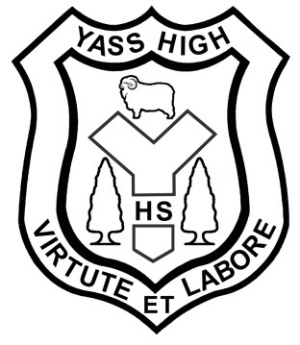 YASS HIGH
Y
HS
VIRTUTE ET LABORE